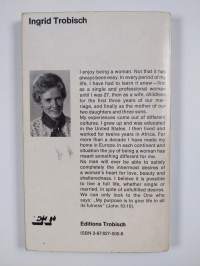 Ingrid Trobisch
I enjoy being a woman. Not that it has
always been easy. In every period of my
life, I have had to learn it anew – first
as a single and professional woman
until I was 27, then as a wife, childless
for the first three years of our mar-
riage, and finally as the mother of our
two daughters and three sons.
My experiences come out of different
cultures. I grew up and was educated
in the United States. I then lived and
worked for twelve years in Africa. For
more than a decade I have made my
home in Europe. In each continent and
situation the joy of being a woman has
meant something different for me.
No man will ever be able to satisfy
completely the innermost desires of
a woman's heart for love, beauty and
shelteredness. I believe it is possible
to live a full life, whether single or
married, in spite of unfulfilled desires.
We can only look to the One who
says: „My purpose is to give life in all
its fulness" (John 10:10).
ET
Editions Trobisch
ISBN 3-87827-005-8